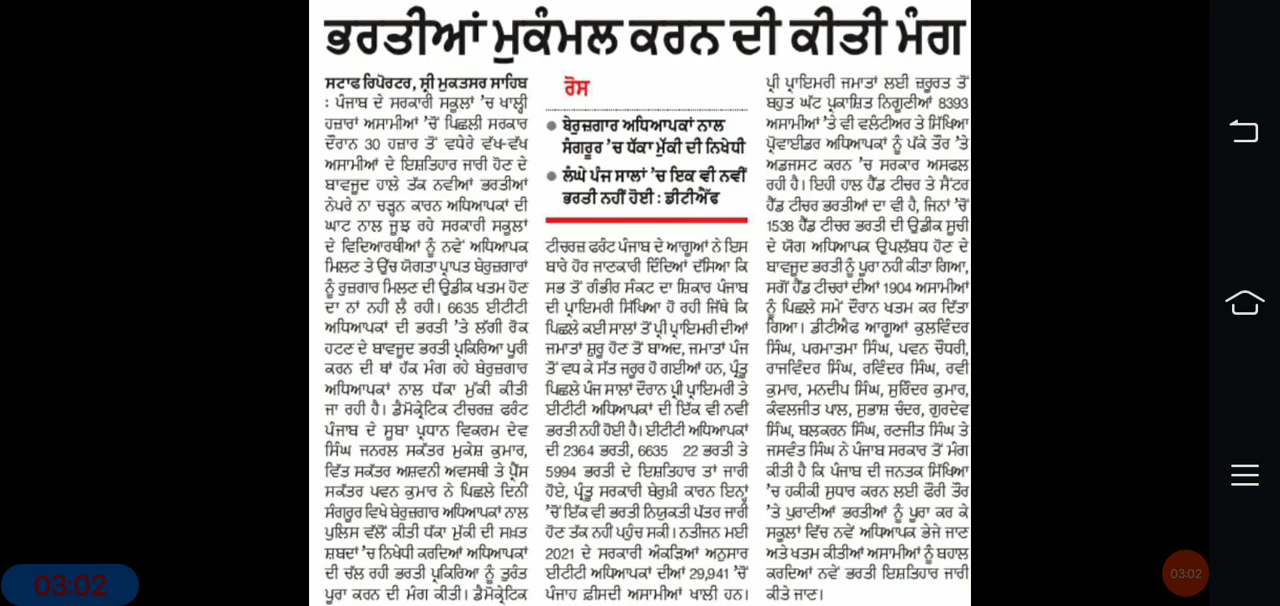 ਭਰਤੀਆਂ ਮੁਕੰਮਲ ਕਰਨ ਦੀ ਕੀਤੀ ਮੰਗ
ਸਟਾਫ ਰਿਪੋਰਟਰ, ਸ੍ਰੀ ਮੁਕਤਸਰ ਸਾਹਿਬ
: ਪੰਜਾਬ ਦੇ ਸਰਕਾਰੀ ਸਕੂਲਾਂ 'ਚ ਖਾਲ੍ਹੀ
ਹਜ਼ਾਰਾਂ ਅਸਾਮੀਆਂ 'ਚੋਂ ਪਿਛਲੀ ਸਰਕਾਰ
ਦੌਰਾਨ 30 ਹਜ਼ਾਰ ਤੋਂ ਵਧੇਰੇ ਵੱਖ-ਵੱਖ
ਅਸਾਮੀਆਂ ਦੇ ਇਸ਼ਤਿਹਾਰ ਜਾਰੀ ਹੋਣ ਦੇ
ਬਾਵਜੂਦ ਹਾਲੇ ਤੱਕ ਨਵੀਆਂ ਭਰਤੀਆਂ
ਨੇਪਰੇ ਨਾ ਚੜ੍ਹਨ ਕਾਰਨ ਅਧਿਆਪਕਾਂ ਦੀ
ਘਾਟ ਨਾਲ ਜੂਝ ਰਹੇ ਸਰਕਾਰੀ ਸਕੂਲਾਂ
ਦੇ ਵਿਦਿਆਰਥੀਆਂ ਨੂੰ ਨਵੇਂ ਅਧਿਆਪਕ
ਮਿਲਣ ਤੇ ਉੱਚ ਯੋਗਤਾ ਪ੍ਰਾਪਤ ਬੇਰੁਜ਼ਗਾਰਾਂ
ਨੂੰ ਰੁਜ਼ਗਾਰ ਮਿਲਣ ਦੀ ਉਡੀਕ ਖਤਮ ਹੋਣ
ਦਾ ਨਾਂ ਨਹੀ ਲੈ ਰਹੀ। 6635 ਈਟੀਟੀ
ਅਧਿਆਪਕਾਂ ਦੀ ਭਰਤੀ 'ਤੇ ਲੱਗੀ ਰੋਕ
ਹਟਣ ਦੇ ਬਾਵਜੂਦ ਭਰਤੀ ਪ੍ਰਕਿਰਿਆ ਪੂਰੀ
ਕਰਨ ਦੀ ਥਾਂ ਹੱਕ ਮੰਗ ਰਹੇ ਬੇਰੁਜ਼ਗਾਰ
ਅਧਿਆਪਕਾਂ ਨਾਲ ਧੱਕਾ ਮੁੱਕੀ ਕੀਤੀ
ਜਾ ਰਹੀ ਹੈ। ਡੈਮੋਕ੍ਰੇਟਿਕ ਟੀਚਰਜ਼ ਫਰੰਟ
ਪੰਜਾਬ ਦੇ ਸੂਬਾ ਪ੍ਰਧਾਨ ਵਿਕਰਮ ਦੇਵ
ਸਿੰਘ ਜਨਰਲ ਸਕੱਤਰ ਮੁਕੇਸ਼ ਕੁਮਾਰ,
ਵਿੱਤ ਸਕੱਤਰ ਅਸ਼ਵਨੀ ਅਵਸਥੀ ਤੇ ਪ੍ਰੈੱਸ
ਸਕੱਤਰ ਪਵਨ ਕੁਮਾਰ ਨੇ ਪਿਛਲੇ ਦਿਨੀਂ
ਸੰਗਰੂਰ ਵਿਖੇ ਬੇਰੁਜ਼ਗਾਰ ਅਧਿਆਪਕਾਂ ਨਾਲ
ਪੁਲਿਸ ਵੱਲੋਂ ਕੀਤੀ ਧੱਕਾ ਮੁੱਕੀ ਦੀ ਸਖ਼ਤ
ਸ਼ਬਦਾਂ 'ਚ ਨਿਖੇਧੀ ਕਰਦਿਆਂ ਅਧਿਆਪਕਾਂ
ਦੀ ਚੱਲ ਰਹੀ ਭਰਤੀ ਪ੍ਰਕਿਰਿਆ ਨੂੰ ਤੁਰੰਤ
ਪੂਰਾ ਕਰਨ ਦੀ ਮੰਗ ਕੀਤੀ। ਡੈਮੋਕ੍ਰੇਟਿਕ
ਰੋਸ
● ਬੇਰੁਜ਼ਗਾਰ ਅਧਿਆਪਕਾਂ ਨਾਲ
ਸੰਗਰੂਰ 'ਚ ਧੱਕਾ ਮੁੱਕੀ ਦੀ ਨਿਖੇਧੀ
● ਲੰਘੇ ਪੰਜ ਸਾਲਾਂ 'ਚ ਇਕ ਵੀ ਨਵੀਂ
ਭਰਤੀ ਨਹੀਂ ਹੋਈ : ਡੀਟੀਐੱਫ
ਟੀਚਰਜ਼ ਫਰੰਟ ਪੰਜਾਬ ਦੇ ਆਗੂਆਂ ਨੇ ਇਸ
ਬਾਰੇ ਹੋਰ ਜਾਣਕਾਰੀ ਦਿੰਦਿਆਂ ਦੱਸਿਆ ਕਿ
ਸਭ ਤੋਂ ਗੰਭੀਰ ਸੰਕਟ ਦਾ ਸ਼ਿਕਾਰ ਪੰਜਾਬ
ਦੀ ਪ੍ਰਾਇਮਰੀ ਸਿੱਖਿਆ ਹੋ ਰਹੀ ਜਿੱਥੇ ਕਿ
ਪਿਛਲੇ ਕਈ ਸਾਲਾਂ ਤੋਂ ਪ੍ਰੀ ਪ੍ਰਾਇਮਰੀ ਦੀਆਂ
ਜਮਾਤਾਂ ਸ਼ੁਰੂ ਹੋਣ ਤੋਂ ਬਾਅਦ, ਜਮਾਤਾਂ ਪੰਜ
ਤੋਂ ਵਧ ਕੇ ਸੱਤ ਜਰੂਰ ਹੋ ਗਈਆਂ ਹਨ, ਪ੍ਰੰਤੂ
ਪਿਛਲੇ ਪੰਜ ਸਾਲਾਂ ਦੌਰਾਨ ਪ੍ਰੀ ਪ੍ਰਾਇਮਰੀ ਤੇ
ਈਟੀਟੀ ਅਧਿਆਪਕਾਂ ਦੀ ਇੱਕ ਵੀ ਨਵੀਂ
ਭਰਤੀ ਨਹੀਂ ਹੋਈ ਹੈ। ਈਟੀਟੀ ਅਧਿਆਪਕਾਂ
ਦੀ 2364 ਭਰਤੀ, 6635 22 ਭਰਤੀ ਤੇ
5994 ਭਰਤੀ ਦੇ ਇਸ਼ਤਿਹਾਰ ਤਾਂ ਜਾਰੀ
ਹੋਏ, ਪ੍ਰੰਤੂ ਸਰਕਾਰੀ ਬੇਰੁਖ਼ੀ ਕਾਰਨ ਇਨ੍ਹਾਂ
'ਚੋਂ ਇੱਕ ਵੀ ਭਰਤੀ ਨਿਯੁਕਤੀ ਪੱਤਰ ਜਾਰੀ
ਹੋਣ ਤੱਕ ਨਹੀਂ ਪਹੁੰਚ ਸਕੀ। ਨਤੀਜਨ ਮਈ
2021 ਦੇ ਸਰਕਾਰੀ ਅੰਕੜਿਆਂ ਅਨੁਸਾਰ
ਈਟੀਟੀ ਅਧਿਆਪਕਾਂ ਦੀਆਂ 29,941 'ਚੋਂ
ਪੰਜਾਹ ਫ਼ੀਸਦੀ ਅਸਾਮੀਆਂ ਖਾਲੀ ਹਨ।
ਪ੍ਰੀ ਪ੍ਰਾਇਮਰੀ ਜਮਾਤਾਂ ਲਈ ਜ਼ਰੂਰਤ ਤੋਂ
ਬਹੁਤ ਘੱਟ ਪ੍ਰਕਾਸ਼ਿਤ ਨਿਗੂਣੀਆਂ 8393
ਅਸਾਮੀਆਂ 'ਤੇ ਵੀ ਵਲੰਟੀਅਰ ਤੇ ਸਿੱਖਿਆ
ਪ੍ਰੋਵਾਈਡਰ ਅਧਿਆਪਕਾਂ ਨੂੰ ਪੱਕੇ ਤੌਰ 'ਤੇ
ਅਡਜਸਟ ਕਰਨ 'ਚ ਸਰਕਾਰ ਅਸਫਲ
ਰਹੀ ਹੈ। ਇਹੀ ਹਾਲ ਹੈੱਡ ਟੀਚਰ ਤੇ ਸੈਂਟਰ
ਹੈੱਡ ਟੀਚਰ ਭਰਤੀਆਂ ਦਾ ਵੀ ਹੈ, ਜਿਨਾਂ 'ਚੋਂ
1538 ਹੈੱਡ ਟੀਚਰ ਭਰਤੀ ਦੀ ਉਡੀਕ ਸੂਚੀ
ਦੇ ਯੋਗ ਅਧਿਆਪਕ ਉਪਲੱਬਧ ਹੋਣ ਦੇ
ਬਾਵਜੂਦ ਭਰਤੀ ਨੂੰ ਪੂਰਾ ਨਹੀਂ ਕੀਤਾ ਗਿਆ,
ਸਗੋਂ ਹੈੱਡ ਟੀਚਰਾਂ ਦੀਆਂ 1904 ਅਸਾਮੀਆਂ
ਨੂੰ ਪਿਛਲੇ ਸਮੇਂ ਦੌਰਾਨ ਖਤਮ ਕਰ ਦਿੱਤਾ
ਗਿਆ। ਡੀਟੀਐਫ ਆਗੂਆਂ ਕੁਲਵਿੰਦਰ
ਸਿੰਘ, ਪਰਮਾਤਮਾ ਸਿੰਘ, ਪਵਨ ਚੌਧਰੀ,
ਰਾਜਵਿੰਦਰ ਸਿੰਘ, ਰਵਿੰਦਰ ਸਿੰਘ, ਰਵੀ
ਕੁਮਾਰ, ਮਨਦੀਪ ਸਿੰਘ, ਸੁਰਿੰਦਰ ਕੁਮਾਰ,
ਕੰਵਲਜੀਤ ਪਾਲ, ਸੁਭਾਸ਼ ਚੰਦਰ, ਗੁਰਦੇਵ
ਸਿੰਘ, ਬਲਕਰਨ ਸਿੰਘ, ਰਣਜੀਤ ਸਿੰਘ ਤੇ
ਜਸਵੰਤ ਸਿੰਘ ਨੇ ਪੰਜਾਬ ਸਰਕਾਰ ਤੋਂ ਮੰਗ
ਕੀਤੀ ਹੈ ਕਿ ਪੰਜਾਬ ਦੀ ਜਨਤਕ ਸਿੱਖਿਆ
'ਚ ਹਕੀਕੀ ਸੁਧਾਰ ਕਰਨ ਲਈ ਫੌਰੀ ਤੌਰ
'ਤੇ ਪੁਰਾਣੀਆਂ ਭਰਤੀਆਂ ਨੂੰ ਪੂਰਾ ਕਰ ਕੇ
ਸਕੂਲਾਂ ਵਿੱਚ ਨਵੇਂ ਅਧਿਆਪਕ ਭੇਜੇ ਜਾਣ
ਅਤੇ ਖਤਮ ਕੀਤੀਆਂ ਅਸਾਮੀਆਂ ਨੂੰ ਬਹਾਲ
ਕਰਦਿਆਂ ਨਵੇਂ ਭਰਤੀ ਇਸ਼ਤਿਹਾਰ ਜਾਰੀ
ਕੀਤੇ ਜਾਣ।
03:02
03:02